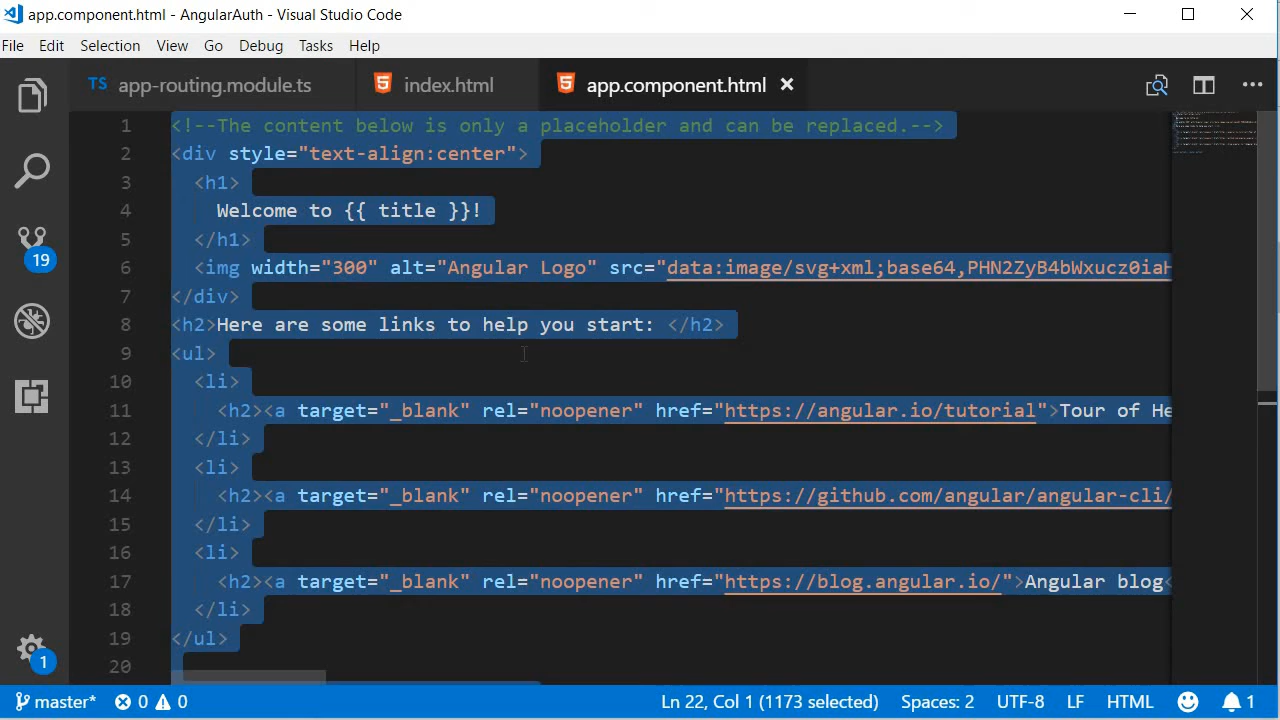 app.component.html - AngularAuth - Visual Studio Code
File Edit Selection View Go Debug Tasks Help
TS app-routing.module.ts index.html app.component.html
1 <!--The content below is only a placeholder and can be replaced.-->
2 <div style="text-align:center">
3 <h1>
4 Welcome to {{ title }}!
5 </h1>
6 <img width="300" alt="Angular Logo" src="data:image/svg+xml;base64,PHN2ZyB4bWxucz0iaH
7 </div>
8 <h2>Here are some links to help you start: </h2>
9 <ul>
10 <li>
11 <h2><a target="_blank" rel="noopener" href="https://angular.io/tutorial">Tour of He
12 </li>
13 <li>
14 <h2><a target="_blank" rel="noopener" href="https://github.com/angular/angular-cli/
15 </li>
16 <li>
17 <h2><a target="_blank" rel="noopener" href="https://blog.angular.io/">Angular blog<
18 </li>
19 </ul>
20
19
1
master* 0 0 Ln 22, Col 1 (1173 selected) Spaces: 2 UTF-8 LF HTML 1